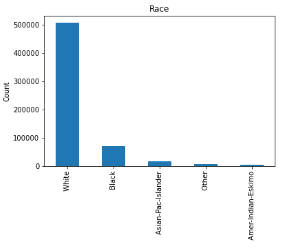 Race
500000
400000
300000
200000
100000
0
Count
White
Black
Asian-Pac-Islander
Other
Amer-Indian-Eskimo